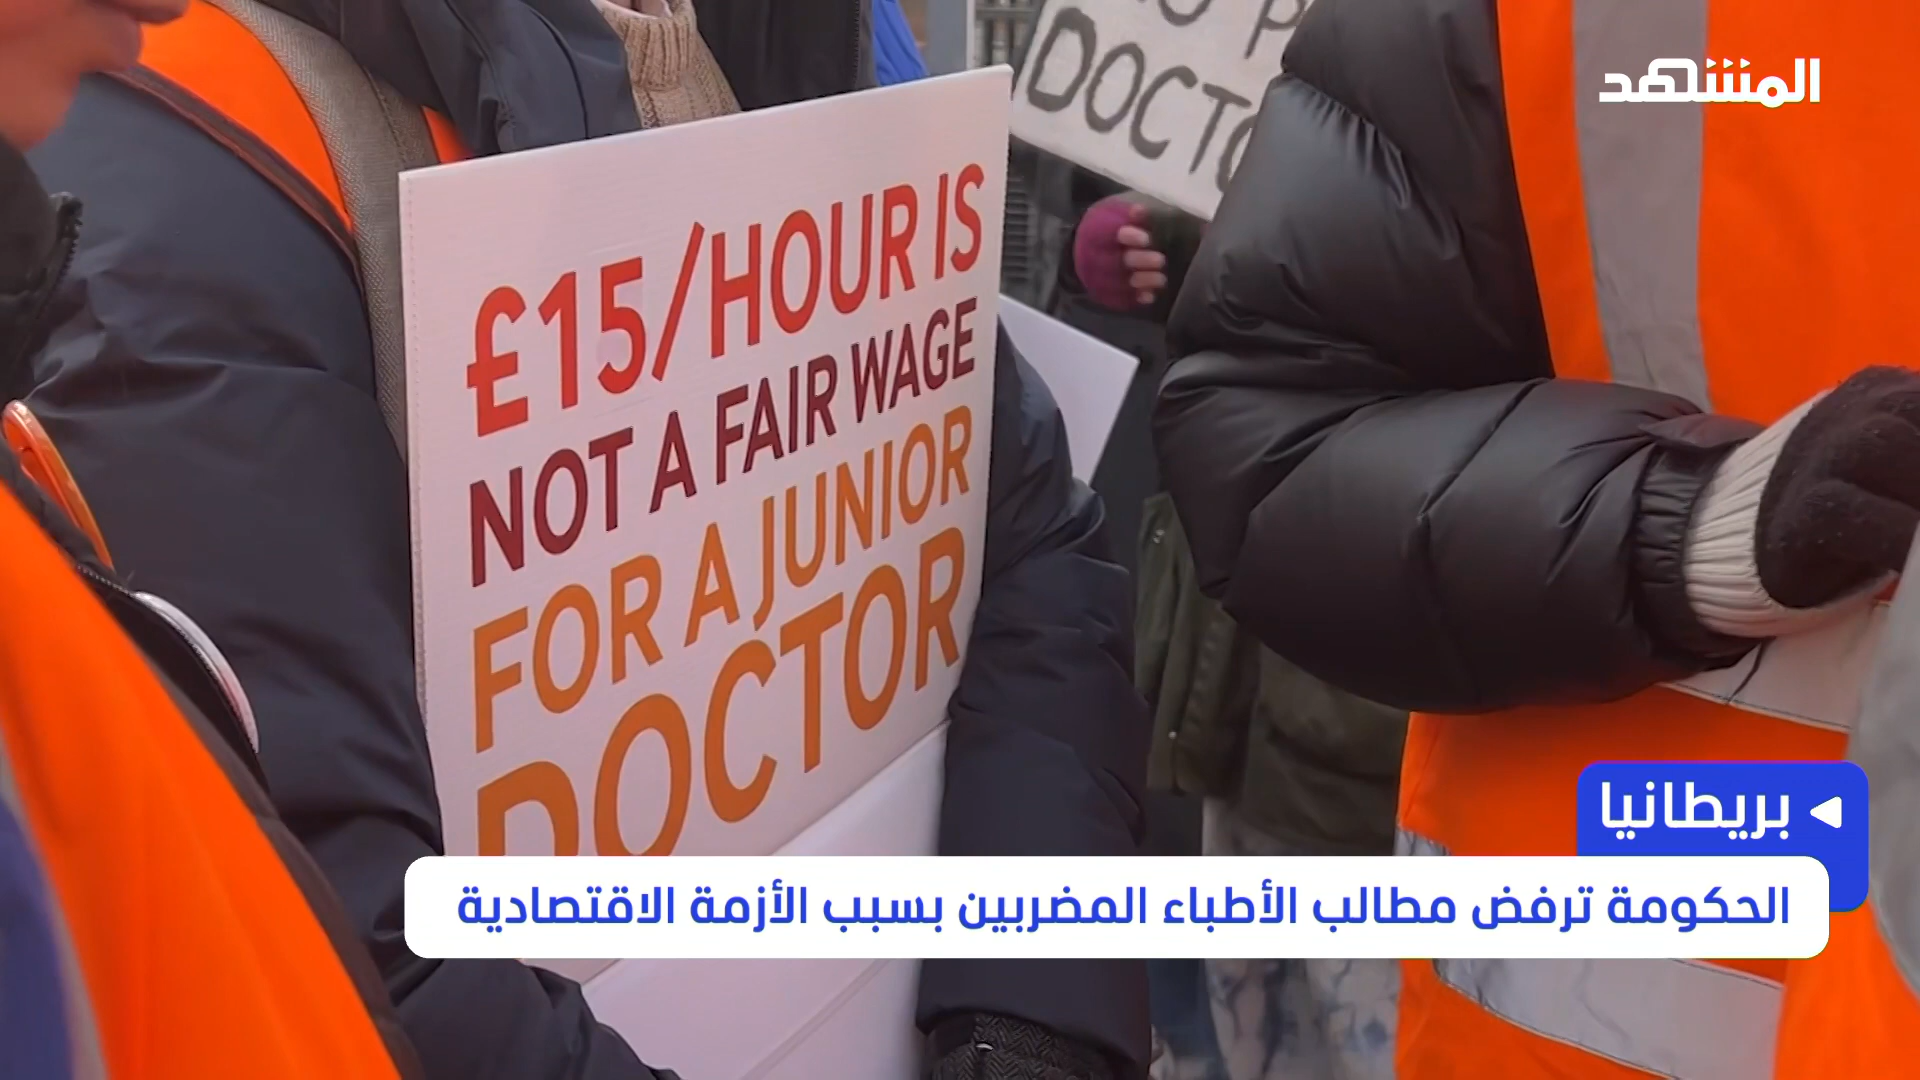 المشهد
DOCTO
£15/HOUR IS
NOT A FAIR WAGE
FOR A JUNIOR
DOCTOR
بريطانيا
الحكومة ترفض مطالب الأطباء المضربين بسبب الأزمة الاقتصادية